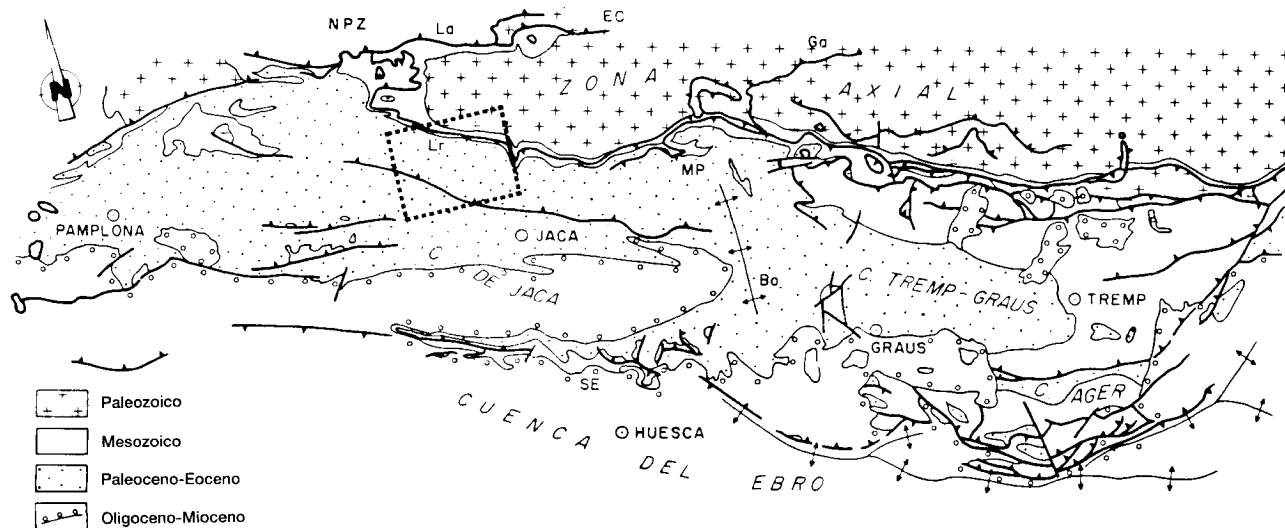 NPZ
La
EC
Ga
ZONA
AXIAL
N
Lr
MP
PAMPLONA
JACA
C. DE JACA
Bo
C. TREMP-GRAUS
TREMP
GRAUS
C. AGER
SE
CUENCA DEL EBRO
HUESCA
Paleozoico
Mesozoico
Paleoceno-Eoceno
Oligoceno-Mioceno